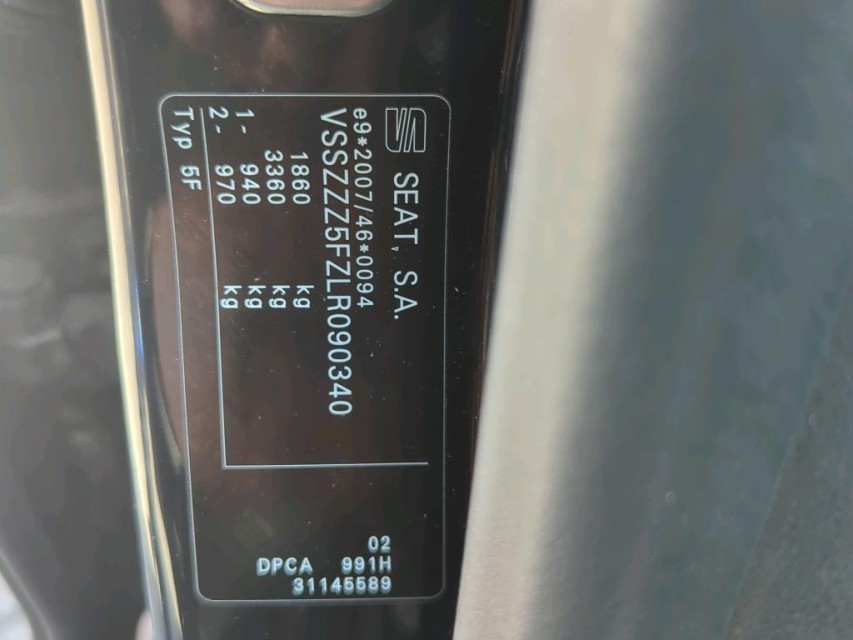 SEAT, S.A.
e9*2007/46*0094
VSSZZZ5FZLR090340
1860 kg
3360 kg
1- 940 kg
2- 970 kg
Typ 5F
02
DPCA 991H
31145589